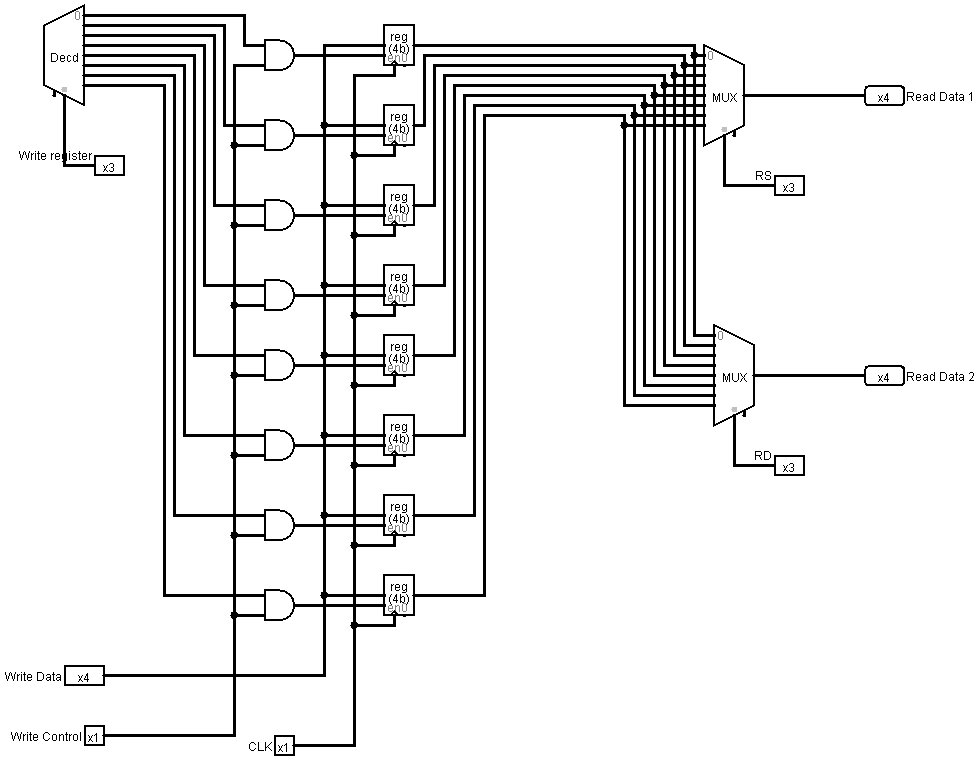 0
Decd
Write register
x3
reg
(4b)
en0
reg
(4b)
en0
reg
(4b)
en0
reg
(4b)
en0
reg
(4b)
en0
reg
(4b)
en0
reg
(4b)
en0
reg
(4b)
en0
0
MUX
x4 Read Data 1
RS
x3
0
MUX
x4 Read Data 2
RD
x3
Write Data x4
Write Control x1
CLK x1